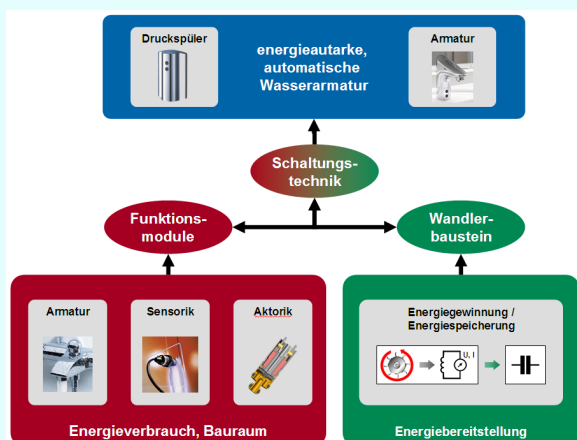 Druckspüler
energieautarke,
automatische
Wasserarmatur
Armatur
Schaltungs-
technik
Funktions-
module
Wandler-
baustein
Armatur
Sensorik
Aktorik
Energiegewinnung /
Energiespeicherung
U, I
Energieverbrauch, Bauraum
Energiebereitstellung